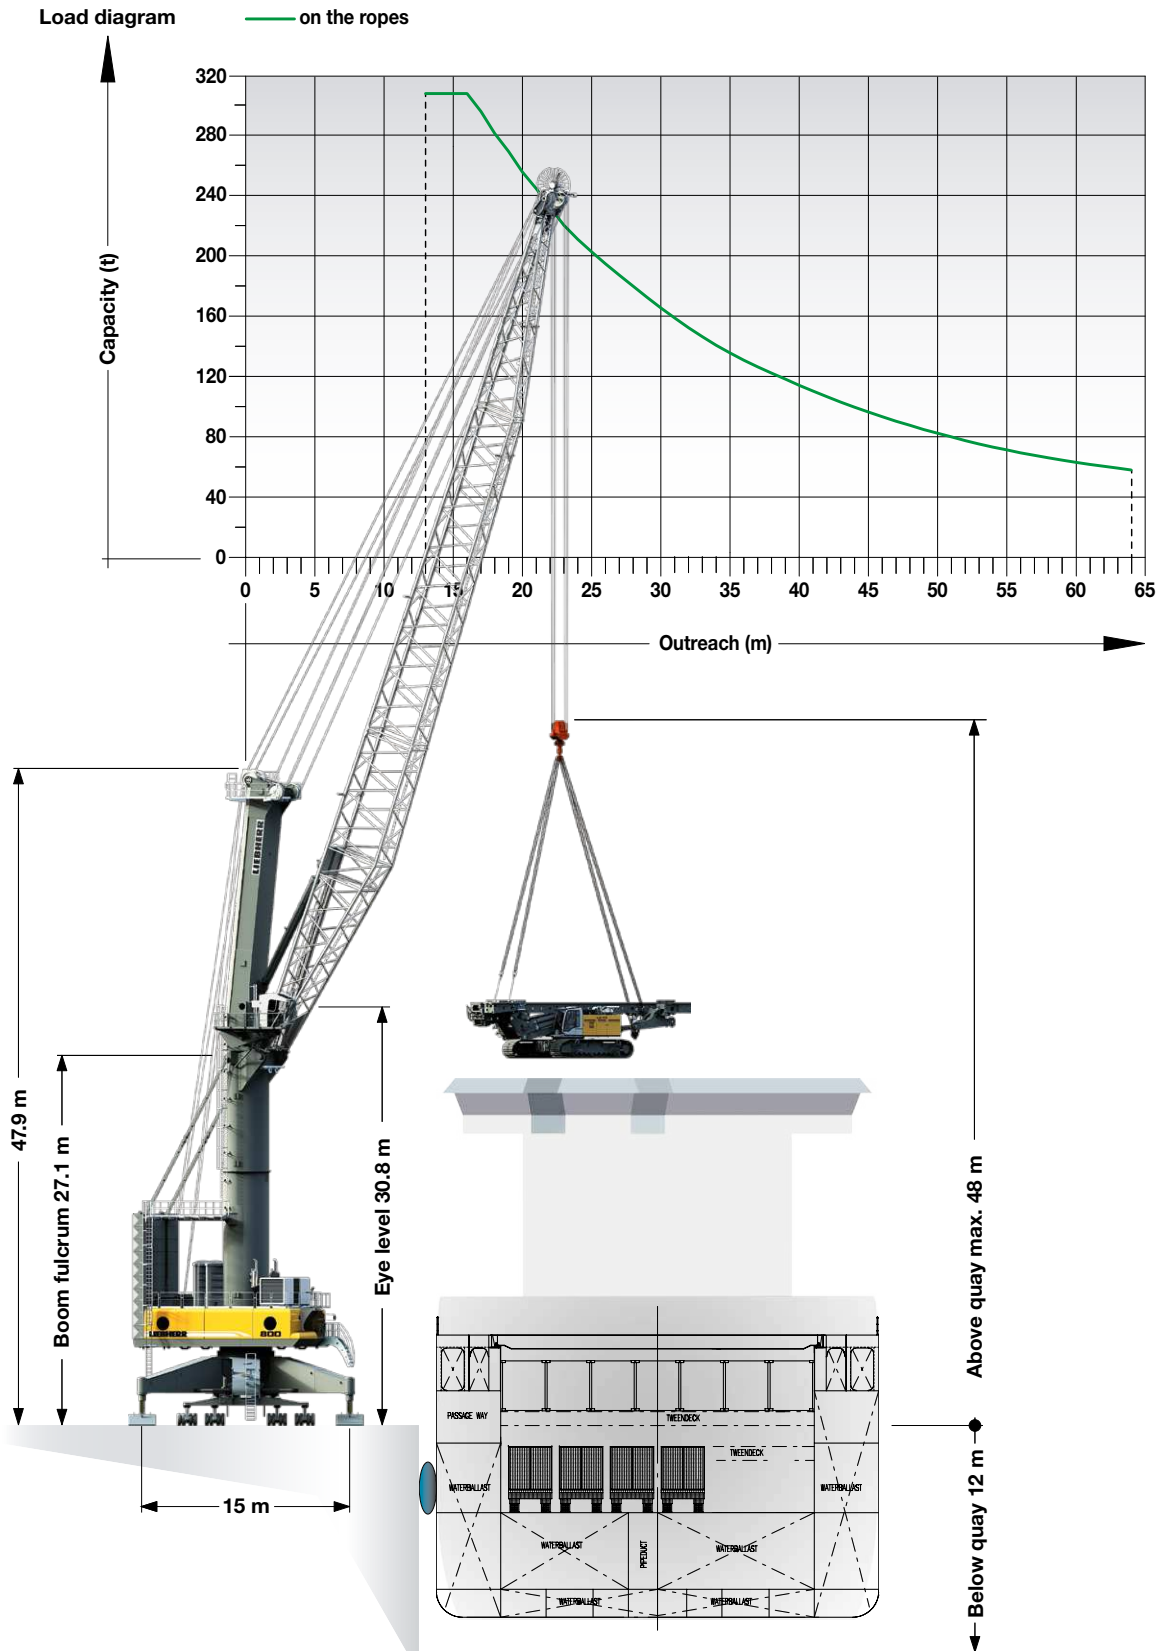 Load diagram
on the ropes
320
280
240
200
160
120
80
40
0
Capacity (t)
0 5 10 15 20 25 30 35 40 45 50 55 60 65
Outreach (m)
47.9 m
Boom fulcrum 27.1 m
Eye level 30.8 m
Above quay max. 48 m
Below quay 12 m
15 m
LIEBHERR
LIEBHERR
800
PASSAGE WAY
TWEENDECK
TWEENDECK
WATERBALLAST
WATERBALLAST
WATERBALLAST
PIPEDUCT
WATERBALLAST
WATERBALLAST
WATERBALLAST